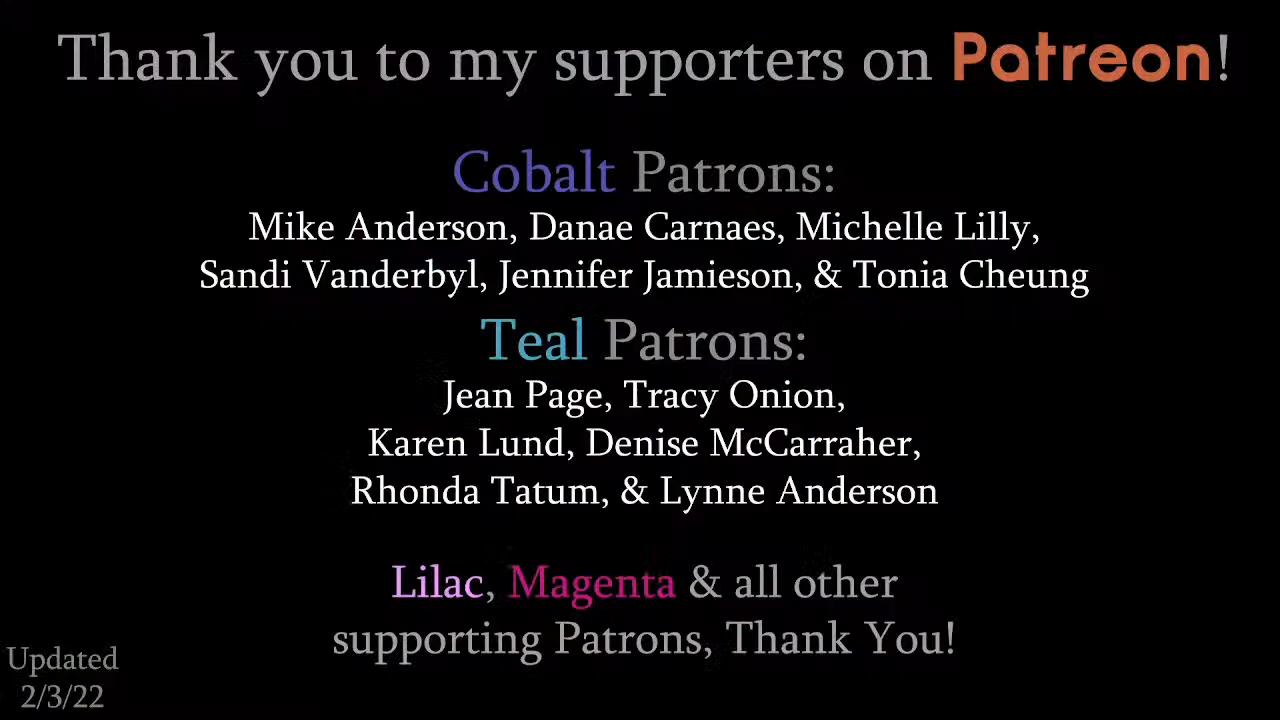 Thank you to my supporters on Patreon!
Cobalt Patrons:
Mike Anderson, Danae Carnaes, Michelle Lilly,
Sandi Vanderbyl, Jennifer Jamieson, & Tonia Cheung
Teal Patrons:
Jean Page, Tracy Onion,
Karen Lund, Denise McCarraher,
Rhonda Tatum, & Lynne Anderson
Lilac, Magenta & all other
supporting Patrons, Thank You!
Updated
2/3/22